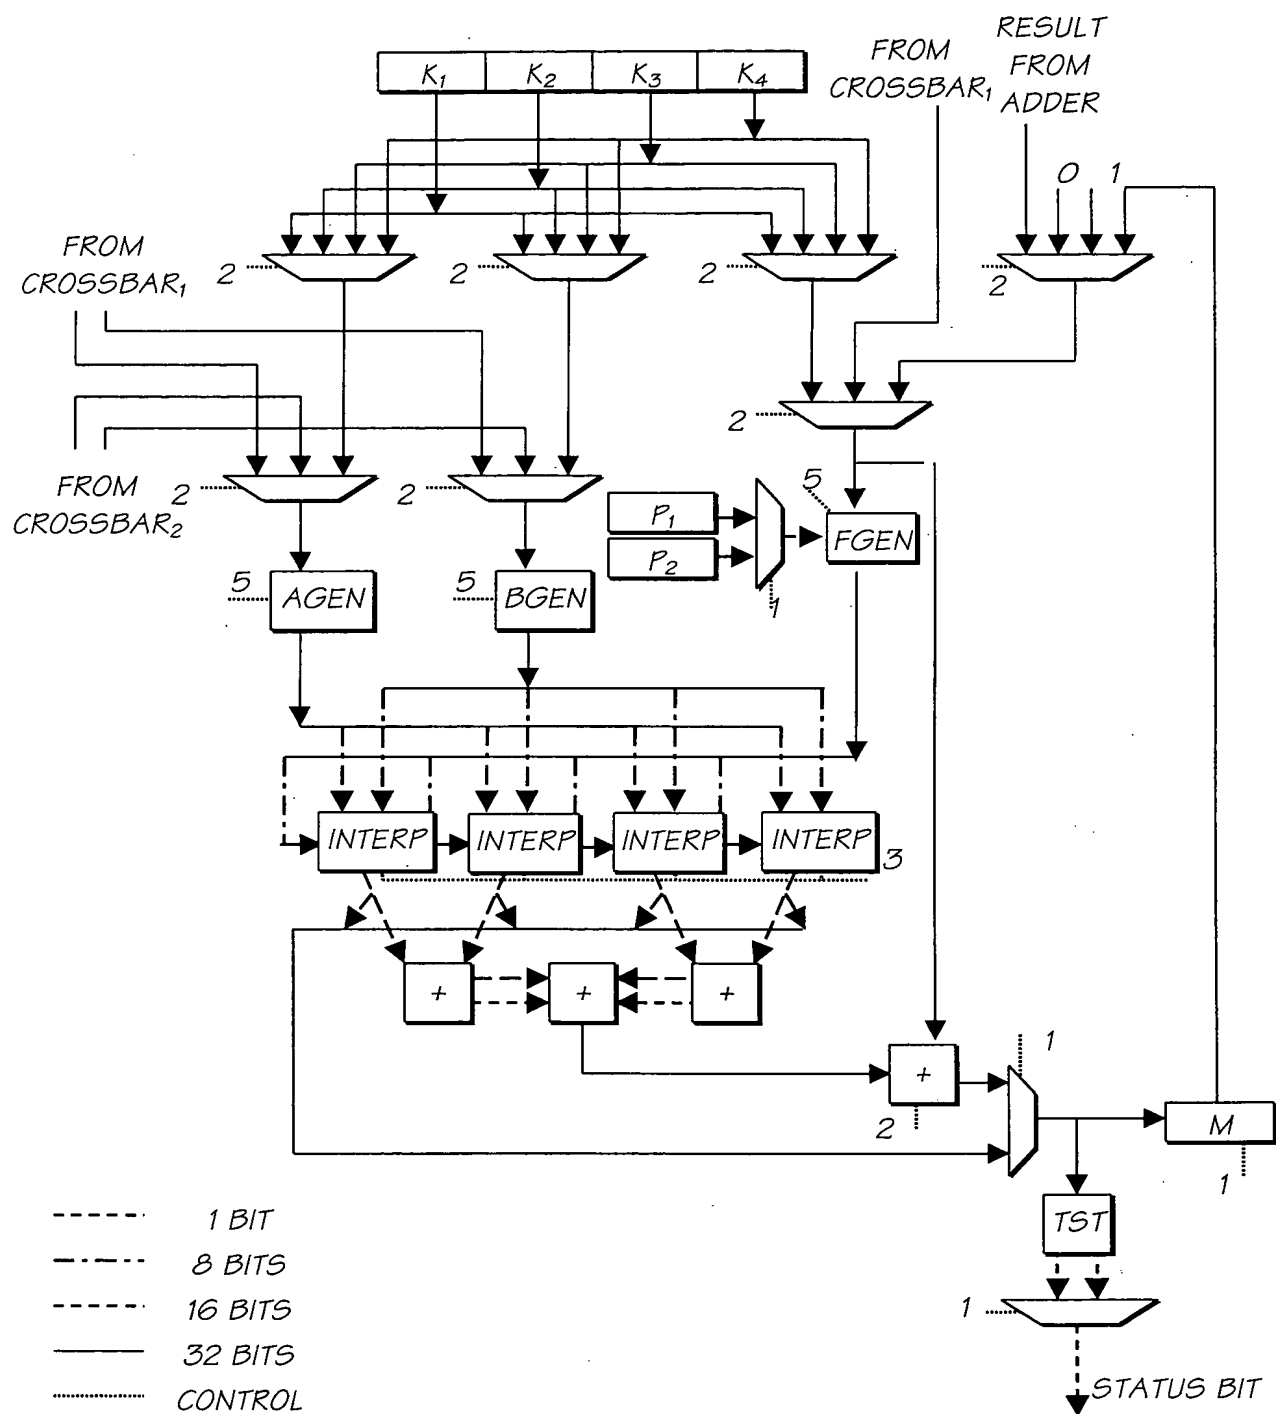 K1 K2 K3 K4
FROM
CROSSBAR1
RESULT
FROM
ADDER
0 1
FROM
CROSSBAR1
2 2 2 2
2
FROM
CROSSBAR2
2 2
P1
P2
1
5
FGEN
5 AGEN
5 BGEN
INTERP INTERP INTERP INTERP
3
+ + +
+
2
1
M
1
TST
1
STATUS BIT
1 BIT
8 BITS
16 BITS
32 BITS
CONTROL